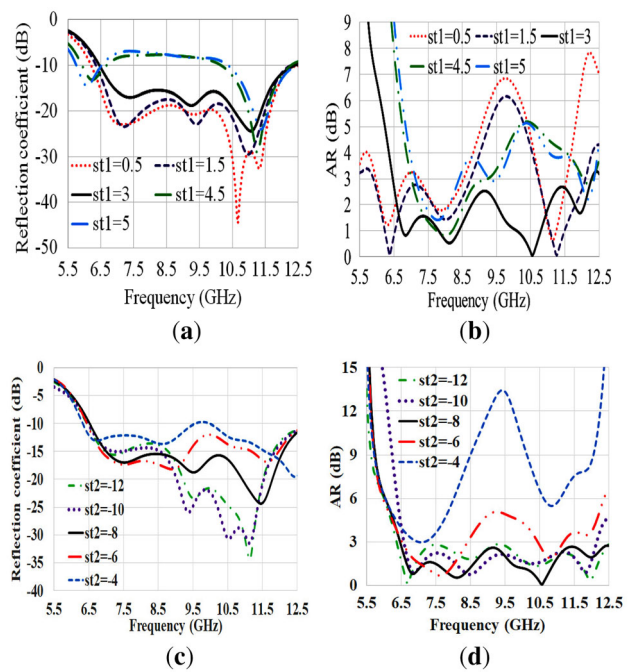 Reflection coefficient (dB)
0
-10
-20
-30
-40
-50
st1=0.5
st1=1.5
st1=3
st1=4.5
st1=5
5.5 6.5 7.5 8.5 9.5 10.5 11.5 12.5
Frequency (GHz)
(a)
AR (dB)
9
8
7
6
5
4
3
2
1
0
st1=0.5
st1=1.5
st1=3
st1=4.5
st1=5
5.5 6.5 7.5 8.5 9.5 10.5 11.5 12.5
Frequency (GHz)
(b)
Reflection coefficient (dB)
0
-5
-10
-15
-20
-25
-30
-35
-40
st2=-12
st2=-10
st2=-8
st2=-6
st2=-4
5.5 6.5 7.5 8.5 9.5 10.5 11.5 12.5
Frequency (GHz)
(c)
AR (dB)
15
12
9
6
3
0
st2=-12
st2=-10
st2=-8
st2=-6
st2=-4
5.5 6.5 7.5 8.5 9.5 10.5 11.5 12.5
Frequency (GHz)
(d)